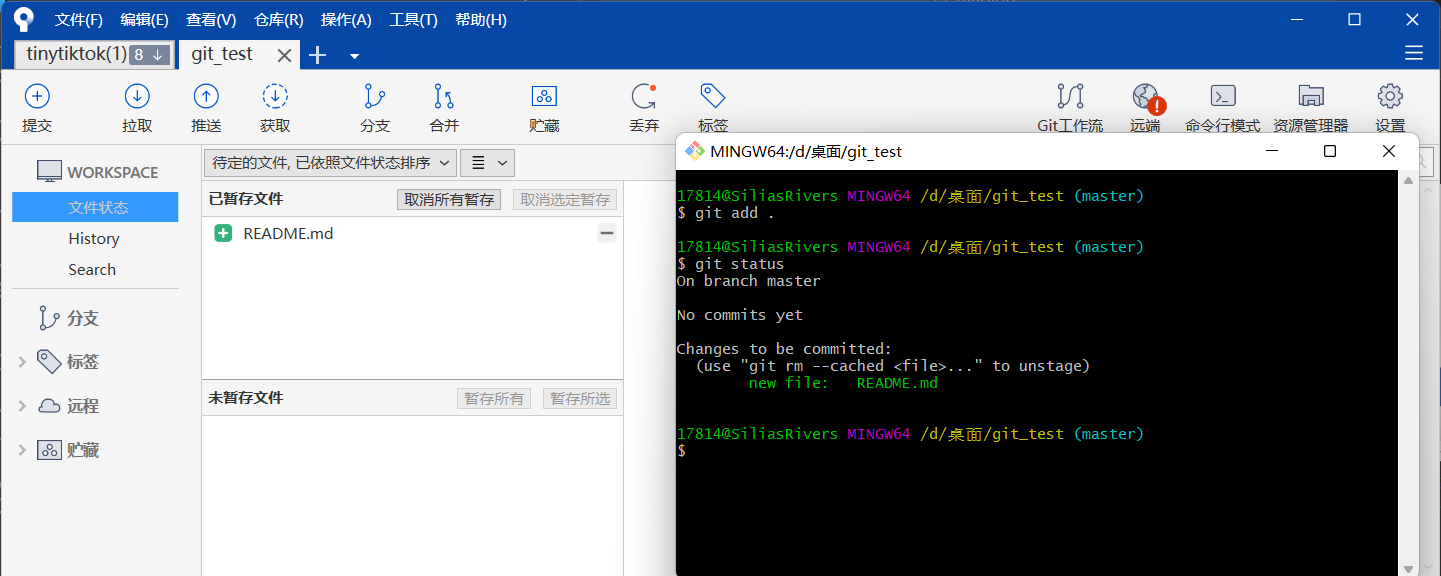 文件(F) 编辑(E) 查看(V) 仓库(R) 操作(A) 工具(T) 帮助(H)
tinytiktok(1) 8 ↓ git_test
提交 拉取 推送 获取 分支 合并 贮藏 丢弃 标签 Git工作流 远端 命令行模式 资源管理器 设置
WORKSPACE
文件状态
History
Search
分支
标签
远程
贮藏
待定的文件, 已依照文件状态排序
已暂存文件 取消所有暂存 取消选定暂存
README.md
未暂存文件 暂存所有 暂存所选
MINGW64:/d/桌面/git_test
17814@SiliasRivers MINGW64 /d/桌面/git_test (master)
$ git add .
17814@SiliasRivers MINGW64 /d/桌面/git_test (master)
$ git status
On branch master
No commits yet
Changes to be committed:
(use "git rm --cached <file>..." to unstage)
new file: README.md
17814@SiliasRivers MINGW64 /d/桌面/git_test (master)
$